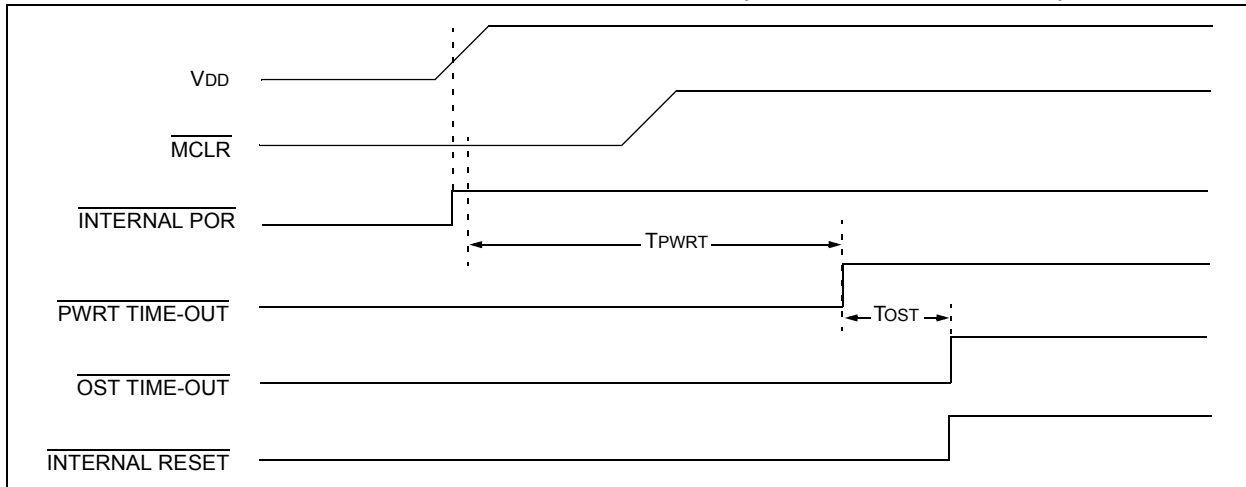 VDD
MCLR
INTERNAL POR
TPWRT
PWRT TIME-OUT
TOST
OST TIME-OUT
INTERNAL RESET